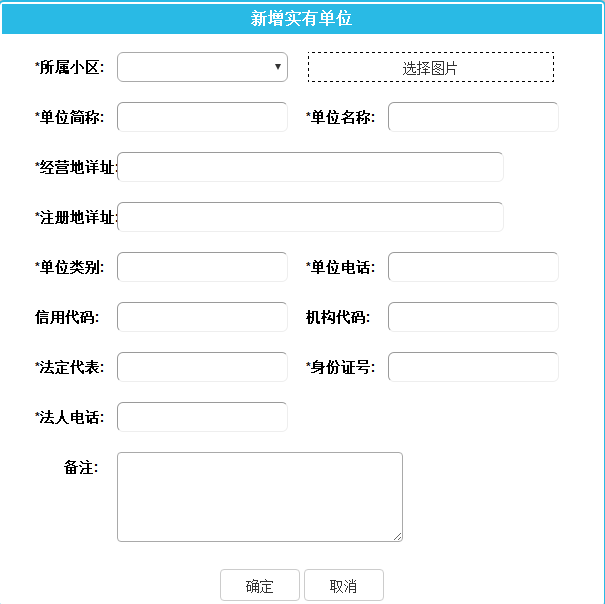 新增实有单位
*所属小区: 选择图片
*单位简称: *单位名称:
*经营地详址:
*注册地详址:
*单位类别: *单位电话:
信用代码: 机构代码:
*法定代表: *身份证号:
*法人电话:
备注:
确定 取消